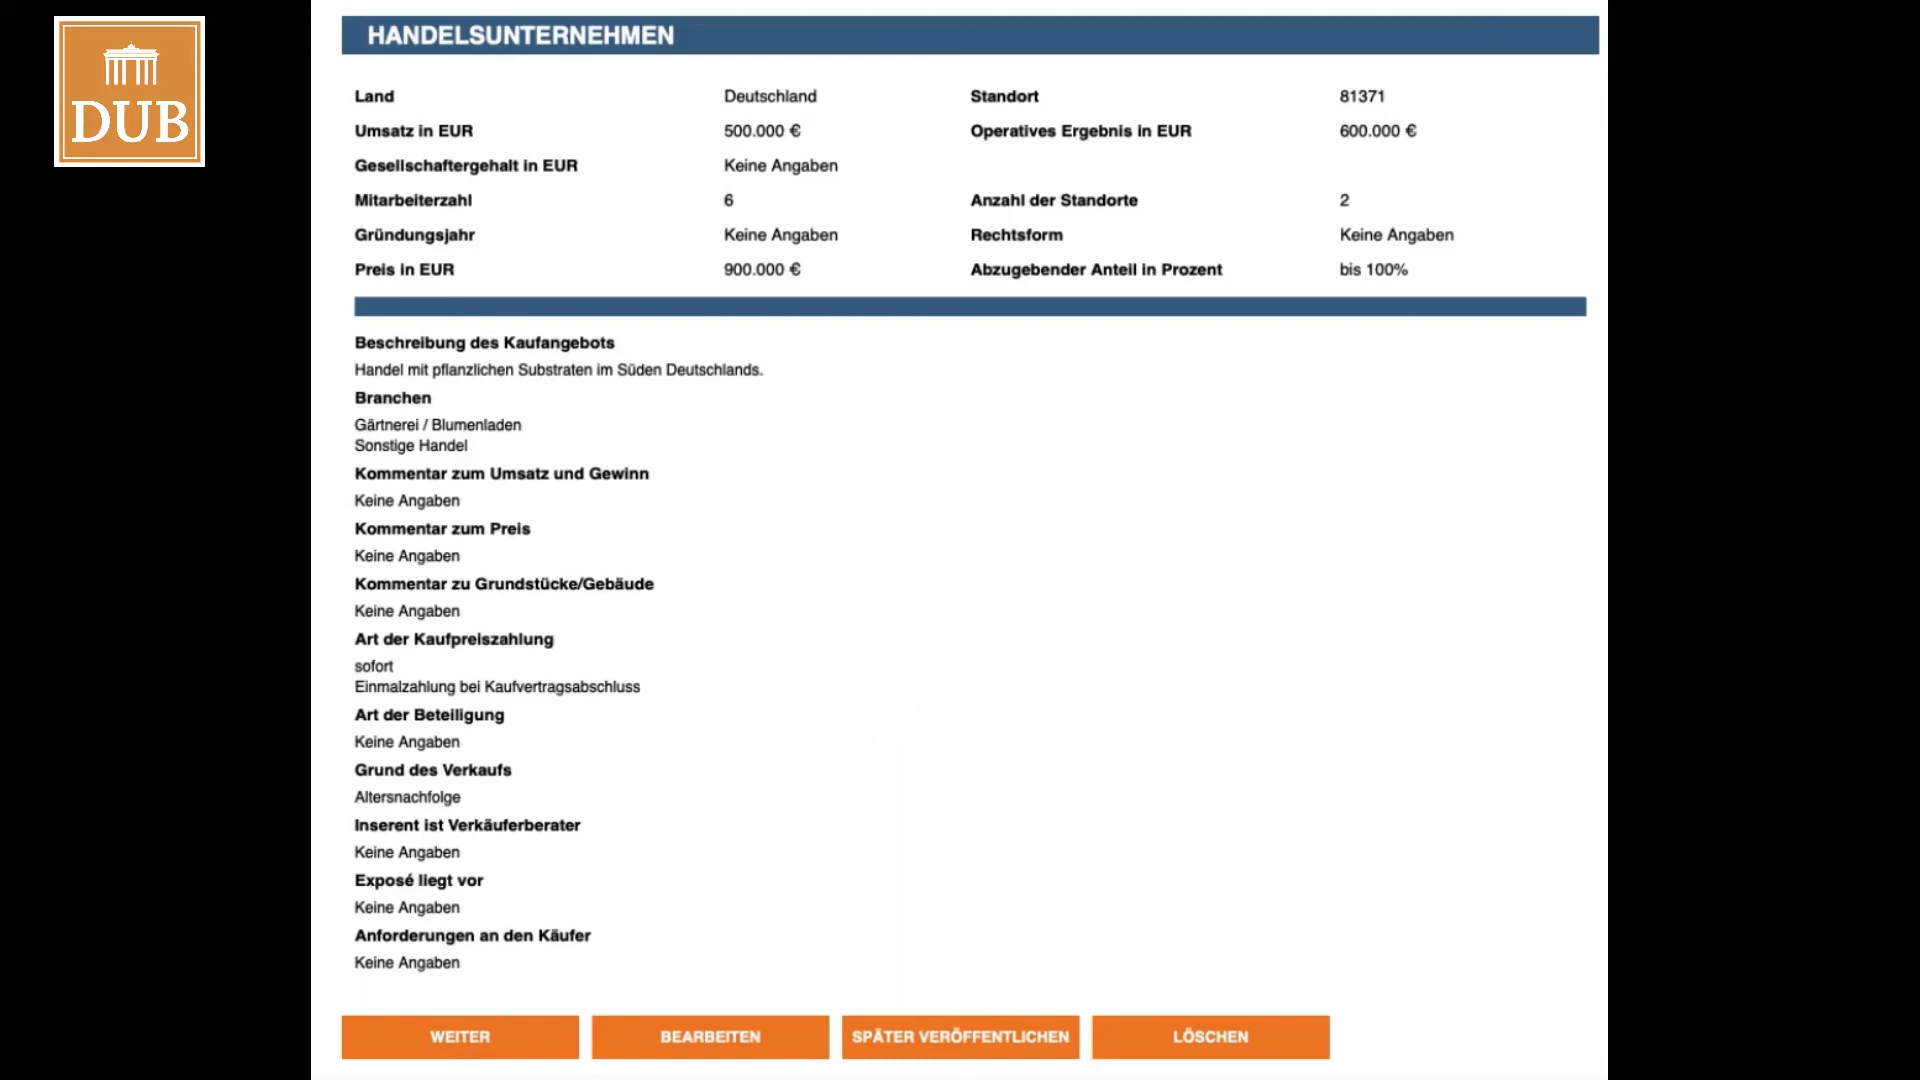 DUB
HANDELSUNTERNEHMEN
Land Deutschland Standort 81371
Umsatz in EUR 500.000 € Operatives Ergebnis in EUR 600.000 €
Gesellschaftergehalt in EUR Keine Angaben
Mitarbeiterzahl 6 Anzahl der Standorte 2
Gründungsjahr Keine Angaben Rechtsform Keine Angaben
Preis in EUR 900.000 € Abzugebender Anteil in Prozent bis 100%
Beschreibung des Kaufangebots
Handel mit pflanzlichen Substraten im Süden Deutschlands.
Branchen
Gärtnerei / Blumenladen
Sonstige Handel
Kommentar zum Umsatz und Gewinn
Keine Angaben
Kommentar zum Preis
Keine Angaben
Kommentar zu Grundstücke/Gebäude
Keine Angaben
Art der Kaufpreiszahlung
sofort
Einmalzahlung bei Kaufvertragsabschluss
Art der Beteiligung
Keine Angaben
Grund des Verkaufs
Altersnachfolge
Inserent ist Verkäuferberater
Keine Angaben
Exposé liegt vor
Keine Angaben
Anforderungen an den Käufer
Keine Angaben
WEITER BEARBEITEN SPÄTER VERÖFFENTLICHEN LÖSCHEN